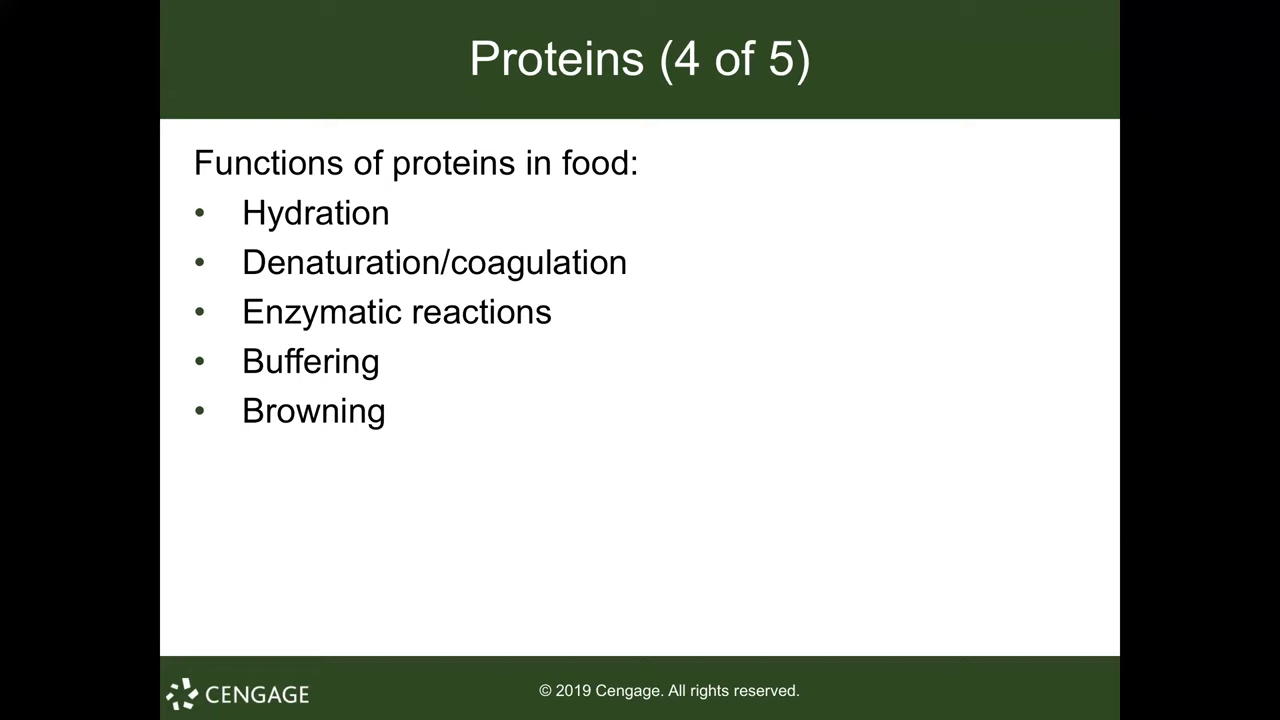 Proteins (4 of 5)
Functions of proteins in food:
• Hydration
• Denaturation/coagulation
• Enzymatic reactions
• Buffering
• Browning
CENGAGE
© 2019 Cengage. All rights reserved.